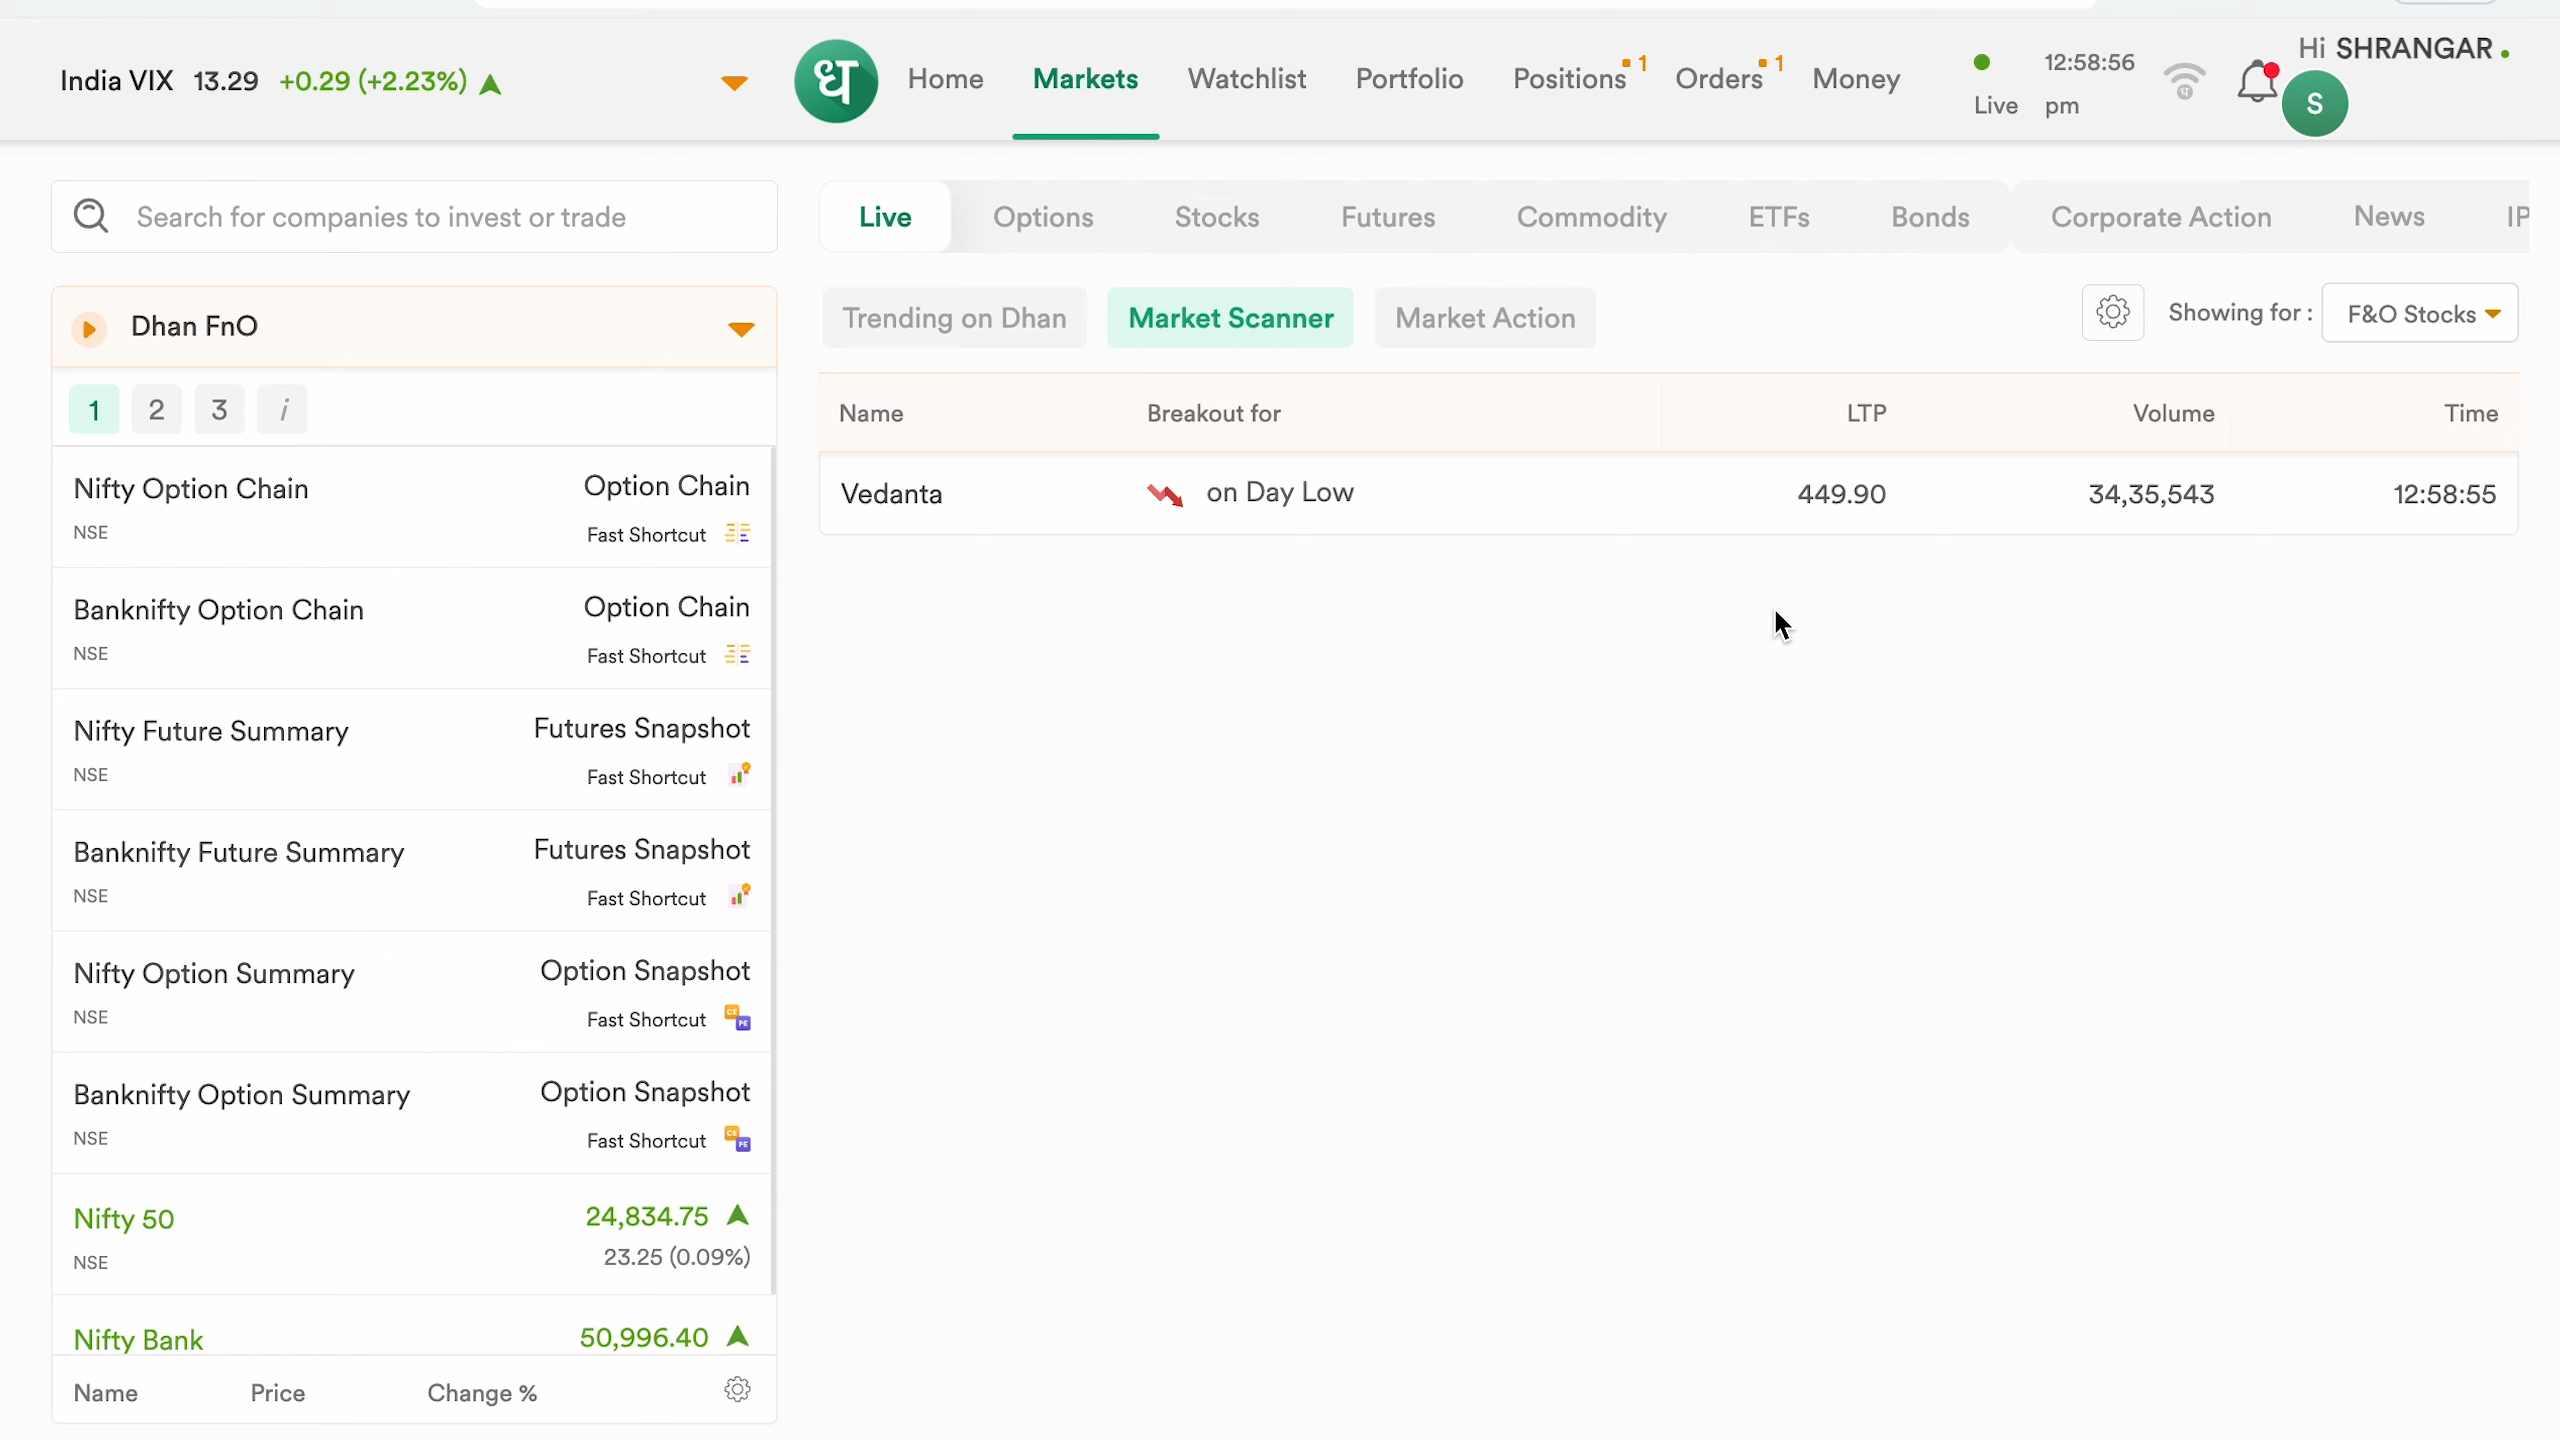 India VIX 13.29 +0.29 (+2.23%)
ध
Home Markets Watchlist Portfolio Positions 1 Orders 1 Money
Live
12:58:56
pm
Hi SHRANGAR
S
Search for companies to invest or trade
Live Options Stocks Futures Commodity ETFs Bonds Corporate Action News IP
Dhan FnO
Trending on Dhan Market Scanner Market Action
Showing for : F&O Stocks
1 2 3 i
Name Breakout for LTP Volume Time
Vedanta on Day Low 449.90 34,35,543 12:58:55
Nifty Option Chain Option Chain
NSE Fast Shortcut
Banknifty Option Chain Option Chain
NSE Fast Shortcut
Nifty Future Summary Futures Snapshot
NSE Fast Shortcut
Banknifty Future Summary Futures Snapshot
NSE Fast Shortcut
Nifty Option Summary Option Snapshot
NSE Fast Shortcut CE PE
Banknifty Option Summary Option Snapshot
NSE Fast Shortcut CE PE
Nifty 50 24,834.75
NSE 23.25 (0.09%)
Nifty Bank 50,996.40
Name Price Change %